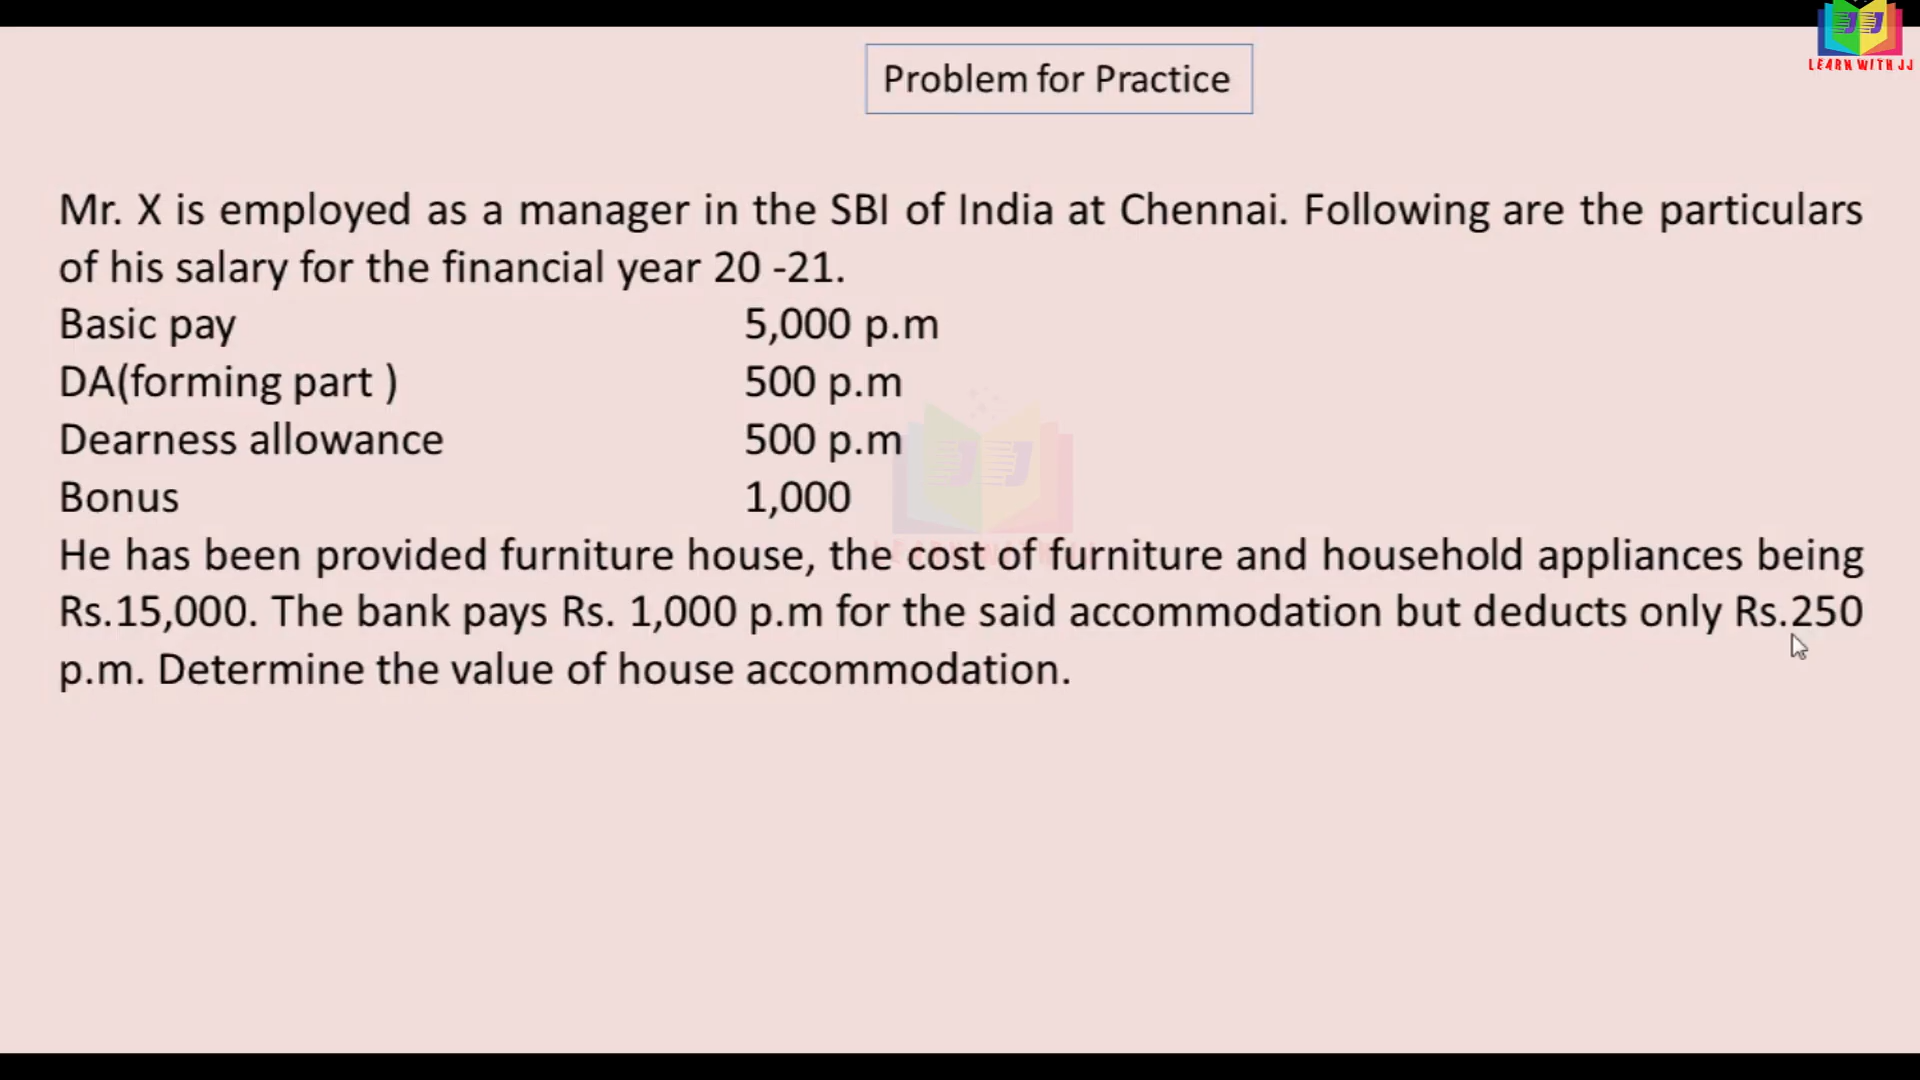 LEARN WITH JJ
Problem for Practice
Mr. X is employed as a manager in the SBI of India at Chennai. Following are the particulars
of his salary for the financial year 20 -21.
Basic pay 5,000 p.m
DA(forming part ) 500 p.m
Dearness allowance 500 p.m
Bonus 1,000
He has been provided furniture house, the cost of furniture and household appliances being
Rs.15,000. The bank pays Rs. 1,000 p.m for the said accommodation but deducts only Rs.250
p.m. Determine the value of house accommodation.
JJ
LEARN WITH JJ